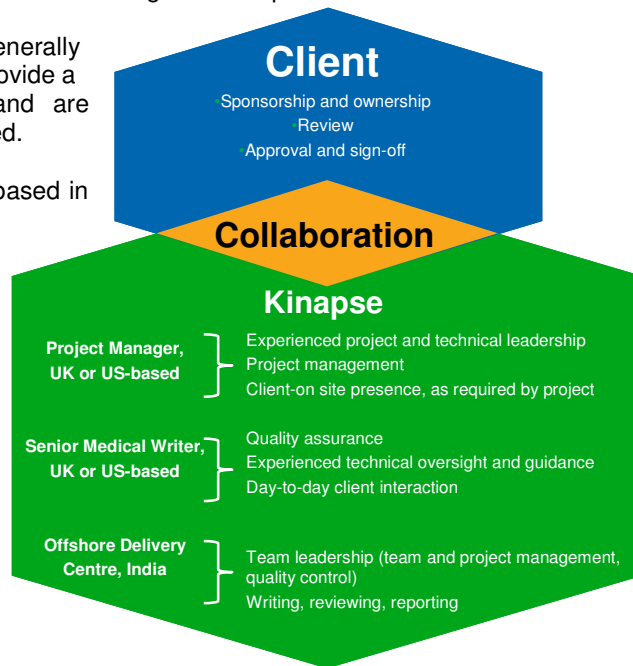 enerally
ovide a
and are
ed.
based in
Client
•Sponsorship and ownership
•Review
•Approval and sign-off
Collaboration
Kinapse
Project Manager,
UK or US-based
Experienced project and technical leadership
Project management
Client-on site presence, as required by project
Senior Medical Writer,
UK or US-based
Quality assurance
Experienced technical oversight and guidance
Day-to-day client interaction
Offshore Delivery
Centre, India
Team leadership (team and project management,
quality control)
Writing, reviewing, reporting